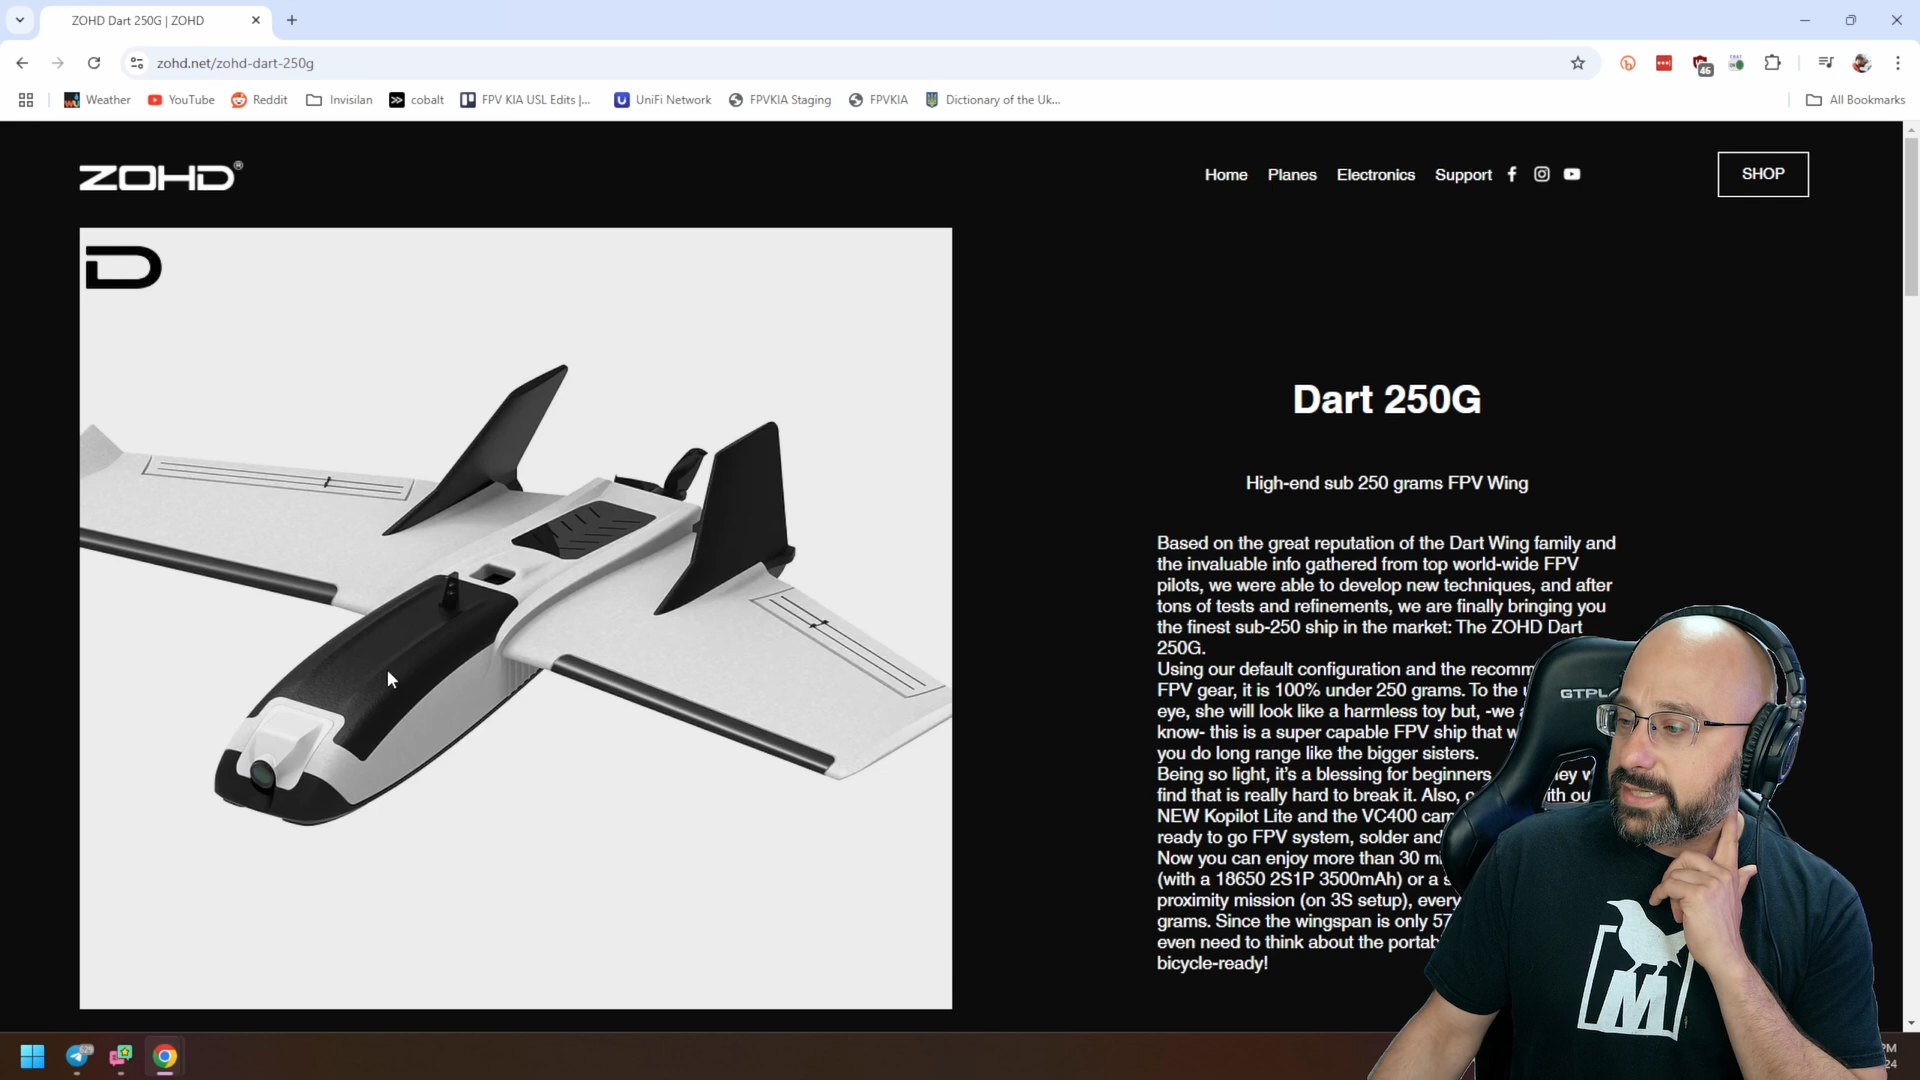 ZOHD Dart 250G | ZOHD
zohd.net/zohd-dart-250g
46
Weather
YouTube
Reddit
Invisilan
cobalt
FPV KIA USL Edits |...
UniFi Network
FPVKIA Staging
FPVKIA
Dictionary of the Uk...
All Bookmarks
ZOHD®
Home
Planes
Electronics
Support
SHOP
D
Dart 250G
High-end sub 250 grams FPV Wing
Based on the great reputation of the Dart Wing family and
the invaluable info gathered from top world-wide FPV
pilots, we were able to develop new techniques, and after
tons of tests and refinements, we are finally bringing you
the finest sub-250 ship in the market: The ZOHD Dart
250G.
Using our default configuration and the recomm
FPV gear, it is 100% under 250 grams. To the
eye, she will look like a harmless toy but, -we
know- this is a super capable FPV ship that w
you do long range like the bigger sisters.
Being so light, it's a blessing for beginners
find that is really hard to break it. Also,
NEW Kopilot Lite and the VC400 cam
ready to go FPV system, solder and
Now you can enjoy more than 30
(with a 18650 2S1P 3500mAh) or a
proximity mission (on 3S setup), every
grams. Since the wingspan is only 57
even need to think about the portab
bicycle-ready!
GTPL
M
PM
24